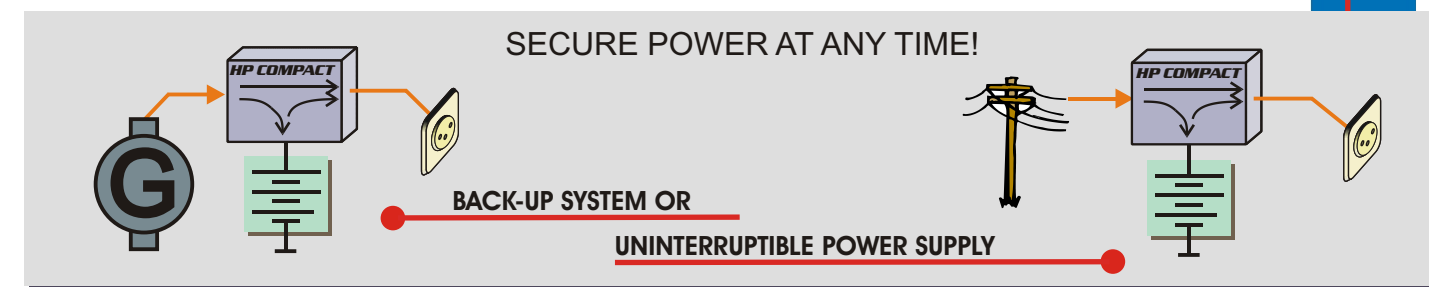 SECURE POWER AT ANY TIME!
HP COMPACT
HP COMPACT
G
BACK-UP SYSTEM OR
UNINTERRUPTIBLE POWER SUPPLY